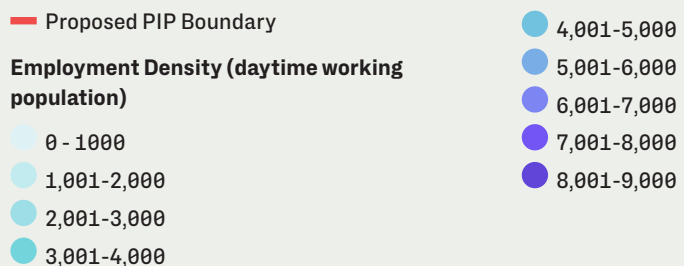 Proposed PIP Boundary
Employment Density (daytime working
population)
0 - 1000
1,001-2,000
2,001-3,000
3,001-4,000
4,001-5,000
5,001-6,000
6,001-7,000
7,001-8,000
8,001-9,000